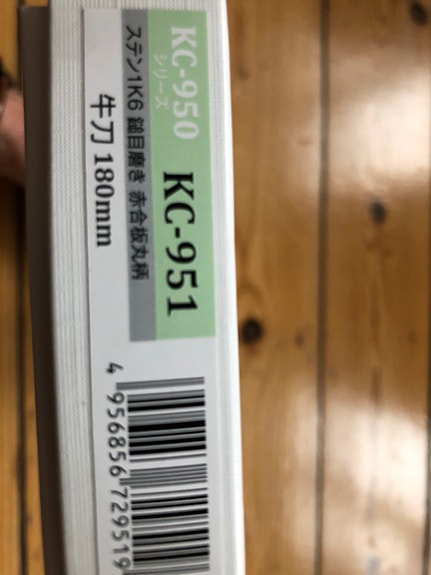 KC-950
シリーズ
KC-951
ステン1K6 鎚目磨き 赤合板丸柄
牛刀 180mm
4 956856 729519